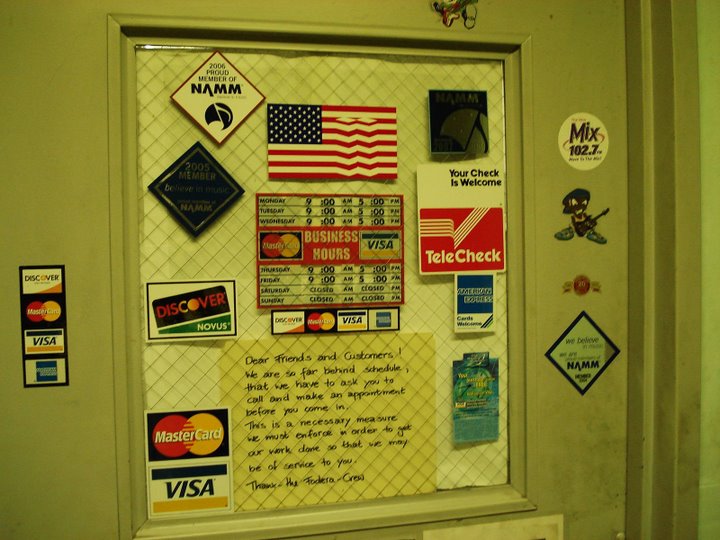 2006
PROUD
MEMBER OF
NAMM
2005
MEMBER
believe in music
NAMM
NAMM
Your Check
Is Welcome
TeleCheck
MONDAY 9 :00 AM 5 :00 PM
TUESDAY 9 :00 AM 5 :00 PM
WEDNESDAY 9 :00 AM 5 :00 PM
MasterCard BUSINESS HOURS VISA
THURSDAY 9 :00 AM 5 :00 PM
FRIDAY 9 :00 AM 5 :00 PM
SATURDAY CLOSED CLOSED PM
SUNDAY CLOSED CLOSED PM
DISCOVER MasterCard VISA
DISCOVER
NOVUS
AMERICAN
EXPRESS
Cards
Welcome
DISCOVER
MasterCard
VISA
Mix
102.7
20
we believe
in music
we are
NAMM
MEMBER
MasterCard
VISA
Dear Friends and Customers!
We are so far behind schedule,
that we have to ask you to
call and make an appointment
before you come in.
This is a necessary measure
we must enforce in order to get
our work done so that we may
be of service to you.
Thank- the Fodera-Crew